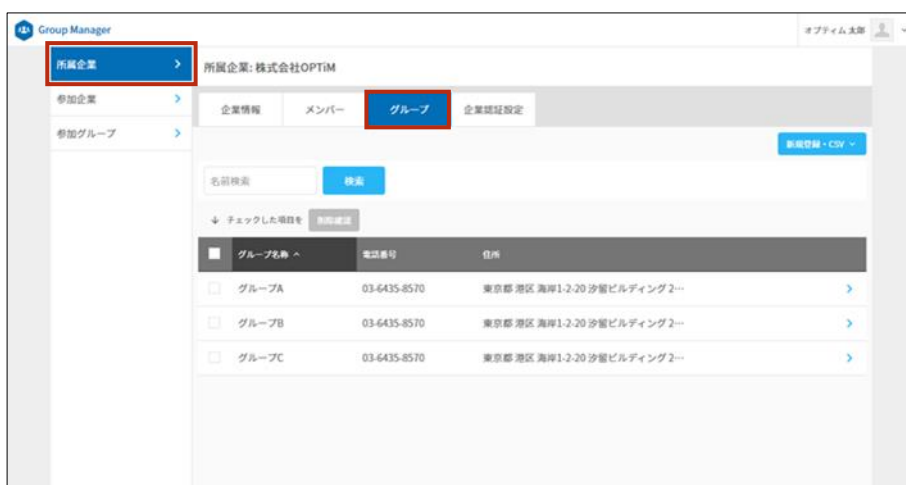 Group Manager
オプティム 太郎
所属企業
所属企業: 株式会社OPTiM
参加企業
参加グループ
企業情報 メンバー グループ 企業認証設定
新規登録・CSV
名前検索 検索
チェックした項目を 削除確認
グループ名称 電話番号 住所
グループA 03-6435-8570 東京都 港区 海岸1-2-20 汐留ビルディング 2…
グループB 03-6435-8570 東京都 港区 海岸1-2-20 汐留ビルディング 2…
グループC 03-6435-8570 東京都 港区 海岸1-2-20 汐留ビルディング 2…